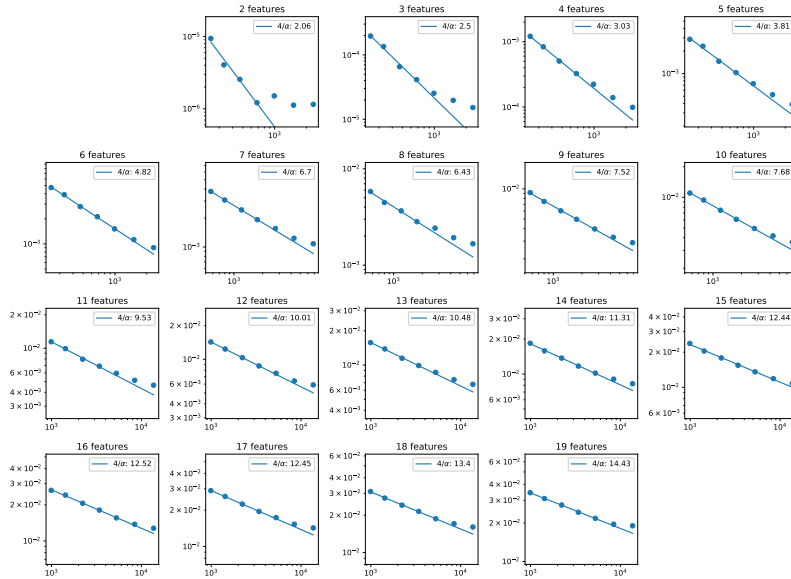 2 features
4/α: 2.06
10⁻⁵
10⁻⁶
10³
3 features
4/α: 2.5
10⁻⁴
10⁻⁵
10³
4 features
4/α: 3.03
10⁻³
10⁻⁴
10³
5 features
4/α: 3.81
10⁻³
10³
6 features
4/α: 4.82
10⁻³
10³
7 features
4/α: 6.7
10⁻³
10³
8 features
4/α: 6.43
10⁻²
10⁻³
10³
9 features
4/α: 7.52
10⁻²
10³
10 features
4/α: 7.68
10⁻²
10³
11 features
4/α: 9.53
2 × 10⁻²
10⁻²
6 × 10⁻³
4 × 10⁻³
3 × 10⁻³
10³
10⁴
12 features
4/α: 10.01
2 × 10⁻²
10⁻²
6 × 10⁻³
4 × 10⁻³
3 × 10⁻³
10³
10⁴
13 features
4/α: 10.48
3 × 10⁻²
2 × 10⁻²
10⁻²
6 × 10⁻³
4 × 10⁻³
10³
10⁴
14 features
4/α: 11.31
3 × 10⁻²
2 × 10⁻²
10⁻²
6 × 10⁻³
10³
10⁴
15 features
4/α: 12.44
4 × 10⁻²
3 × 10⁻²
2 × 10⁻²
10⁻²
6 × 10⁻³
10³
10⁴
16 features
4/α: 12.52
4 × 10⁻²
3 × 10⁻²
2 × 10⁻²
10⁻²
10³
10⁴
17 features
4/α: 12.45
4 × 10⁻²
3 × 10⁻²
2 × 10⁻²
10⁻²
10³
10⁴
18 features
4/α: 13.4
6 × 10⁻²
4 × 10⁻²
3 × 10⁻²
2 × 10⁻²
10⁻²
10³
10⁴
19 features
4/α: 14.43
6 × 10⁻²
4 × 10⁻²
3 × 10⁻²
2 × 10⁻²
10⁻²
10³
10⁴